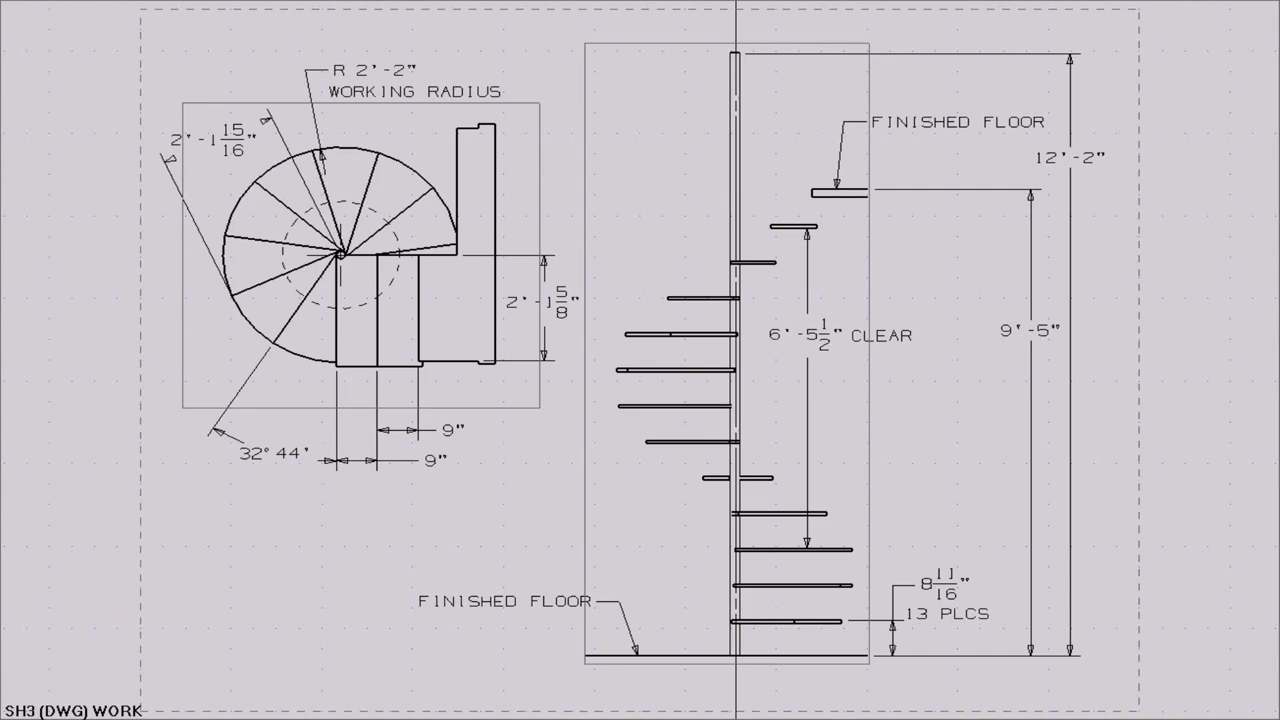 R 2'-2"
WORKING RADIUS
2'-1 15/16"
FINISHED FLOOR
12'-2"
2'-1 5/8"
6'-5 1/2" CLEAR
9'-5"
9"
32° 44'
9"
8 11/16"
13 PLCS
FINISHED FLOOR
SH3 (DWG) WORK